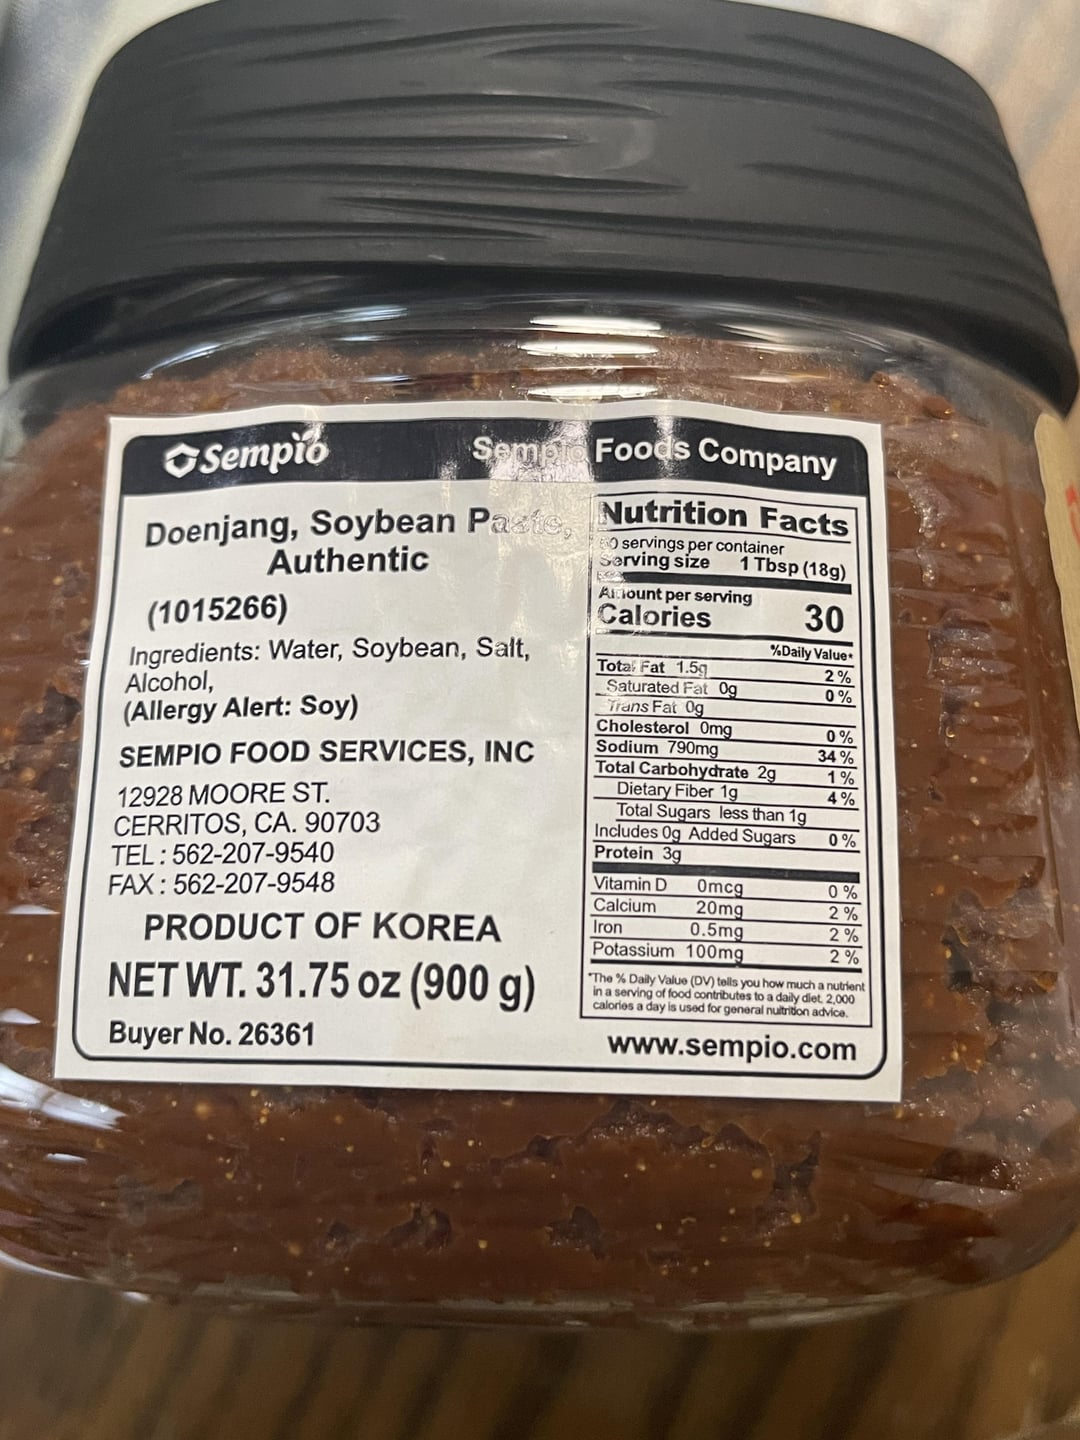 Sempio
Sempio Foods Company
Doenjang, Soybean Paste,
Authentic
(1015266)
Ingredients: Water, Soybean, Salt,
Alcohol,
(Allergy Alert: Soy)
SEMPIO FOOD SERVICES, INC
12928 MOORE ST.
CERRITOS, CA. 90703
TEL : 562-207-9540
FAX : 562-207-9548
PRODUCT OF KOREA
NET WT. 31.75 oz (900 g)
Buyer No. 26361
Nutrition Facts
50 servings per container
Serving size 1 Tbsp (18g)
Amount per serving
Calories 30
%Daily Value*
Total Fat 1.5g 2 %
Saturated Fat 0g 0 %
Trans Fat 0g
Cholesterol 0mg 0 %
Sodium 790mg 34 %
Total Carbohydrate 2g 1 %
Dietary Fiber 1g 4 %
Total Sugars less than 1g
Includes 0g Added Sugars 0 %
Protein 3g
Vitamin D 0mcg 0 %
Calcium 20mg 2 %
Iron 0.5mg 2 %
Potassium 100mg 2 %
*The % Daily Value (DV) tells you how much a nutrient
in a serving of food contributes to a daily diet. 2,000
calories a day is used for general nuitrition advice.
www.sempio.com